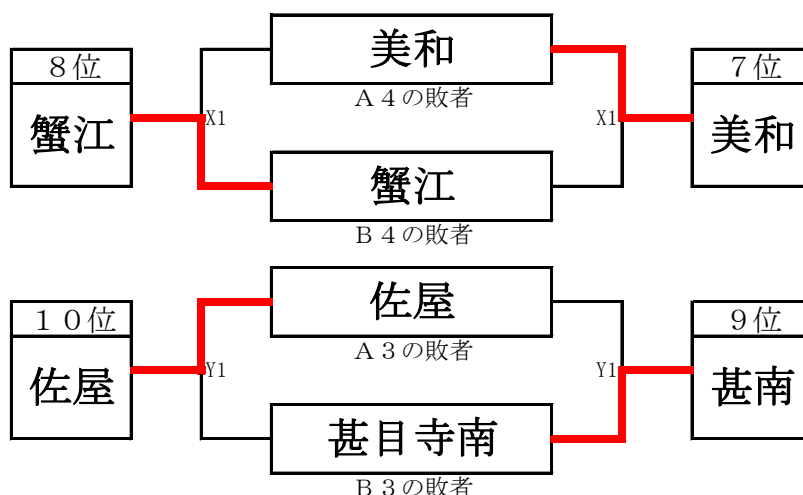 美和
A４の敗者
８位
蟹江
X1
X1
７位
美和
蟹江
B４の敗者
佐屋
A３の敗者
１０位
佐屋
Y1
Y1
９位
甚南
甚目寺南
B３の敗者